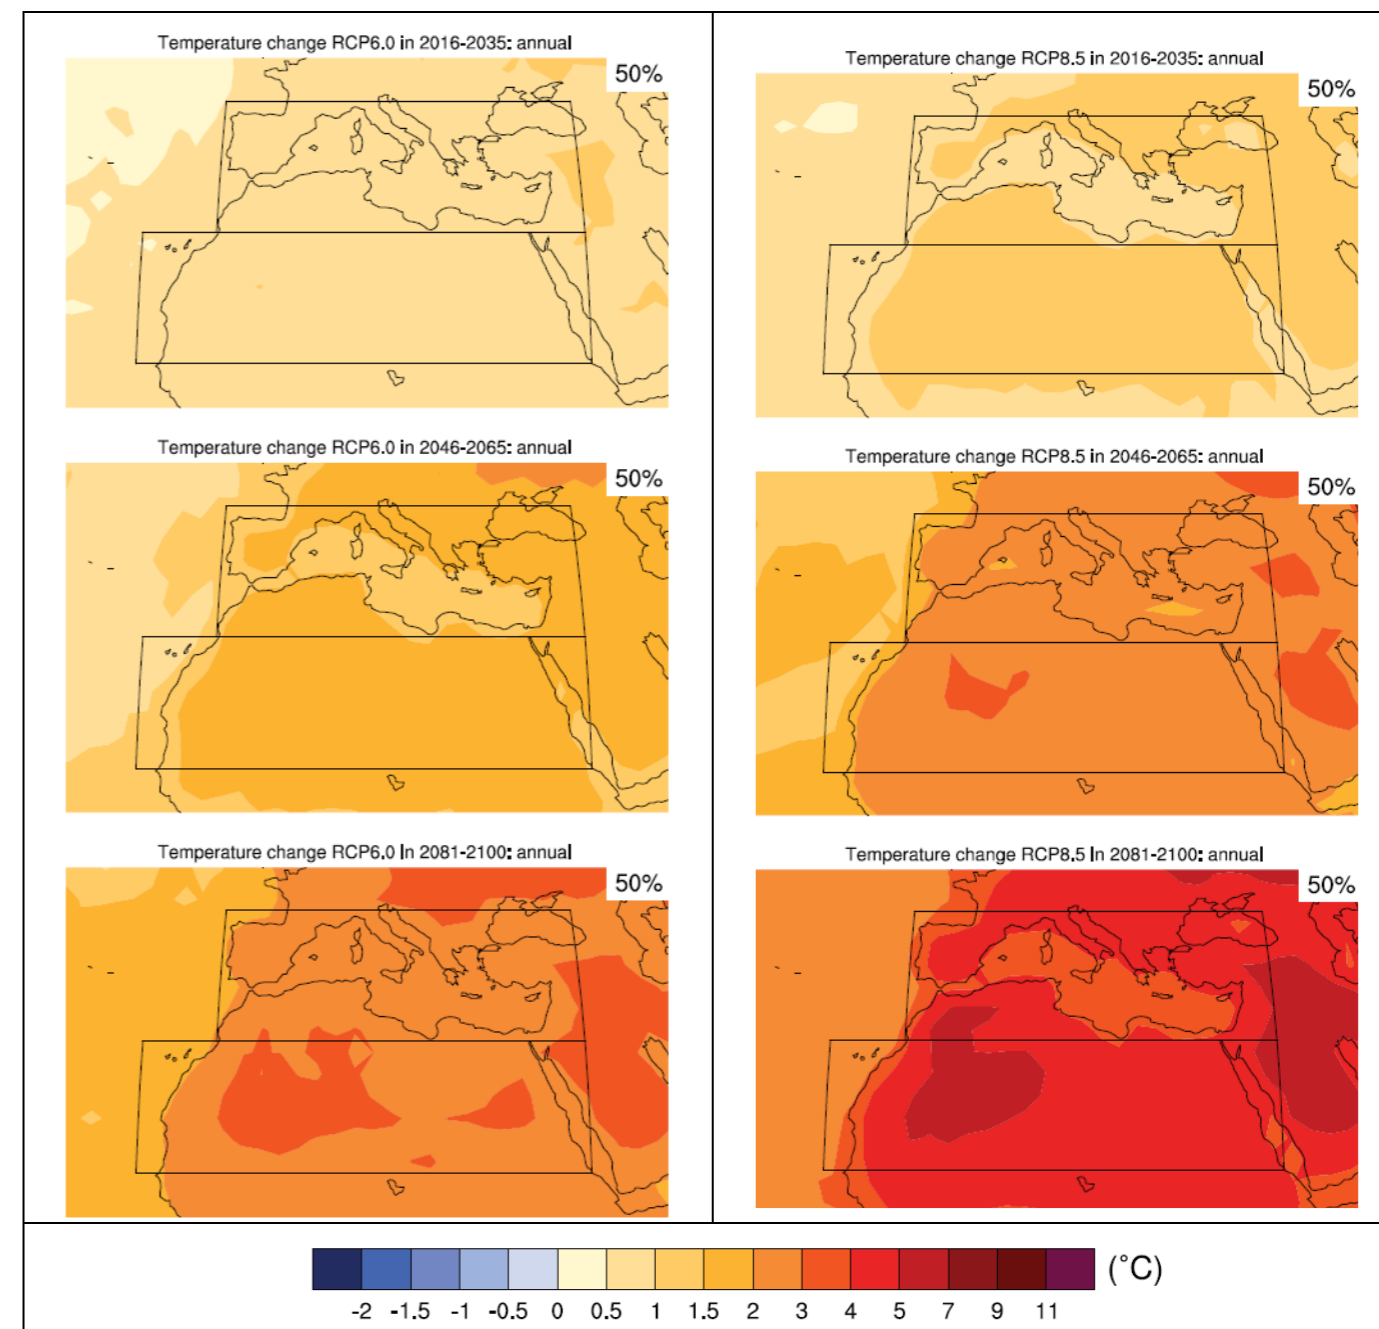 Temperature change RCP6.0 in 2016-2035: annual
50%
Temperature change RCP8.5 in 2016-2035: annual
50%
Temperature change RCP6.0 in 2046-2065: annual
50%
Temperature change RCP8.5 in 2046-2065: annual
50%
Temperature change RCP6.0 In 2081-2100: annual
50%
Temperature change RCP8.5 In 2081-2100: annual
50%
(°C)
-2 -1.5 -1 -0.5 0 0.5 1 1.5 2 3 4 5 7 9 11